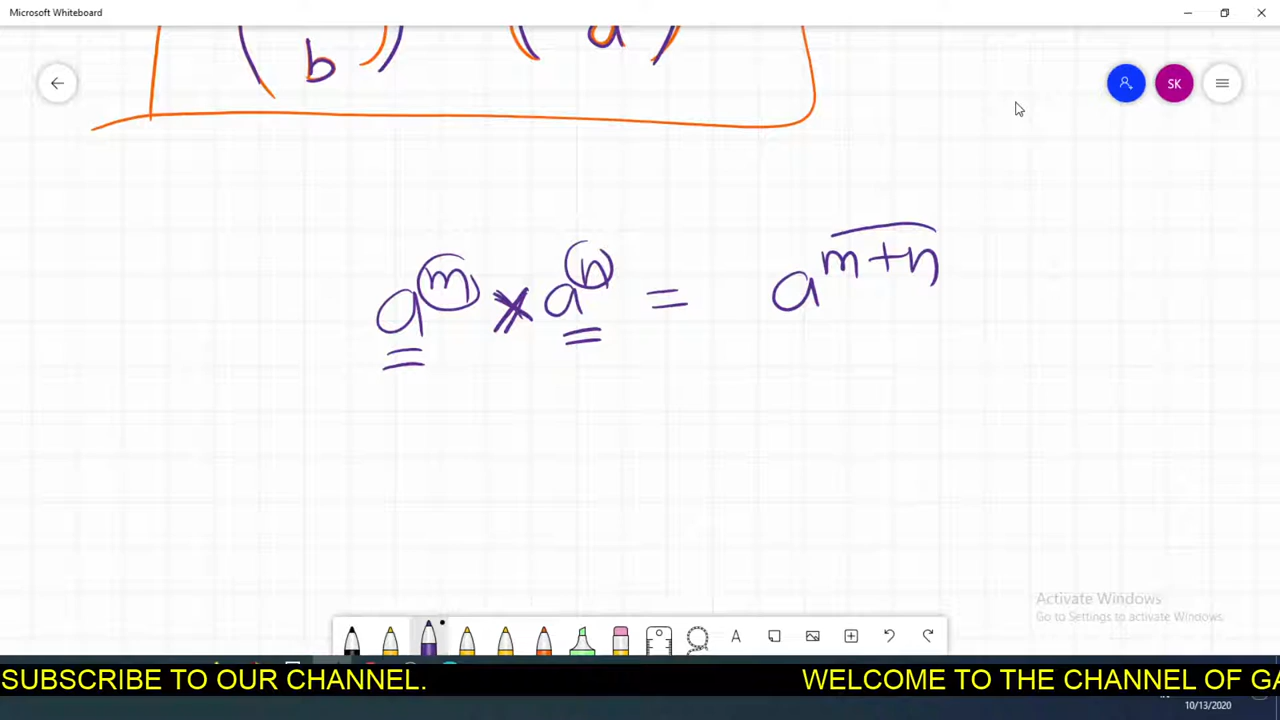 Microsoft Whiteboard
( b ) ( a )
SK
a^m × a^n = a^{m+n}
Activate Windows
Go to Settings to activate Windows.
A
SUBSCRIBE TO OUR CHANNEL. WELCOME TO THE CHANNEL OF GA
10/13/2020